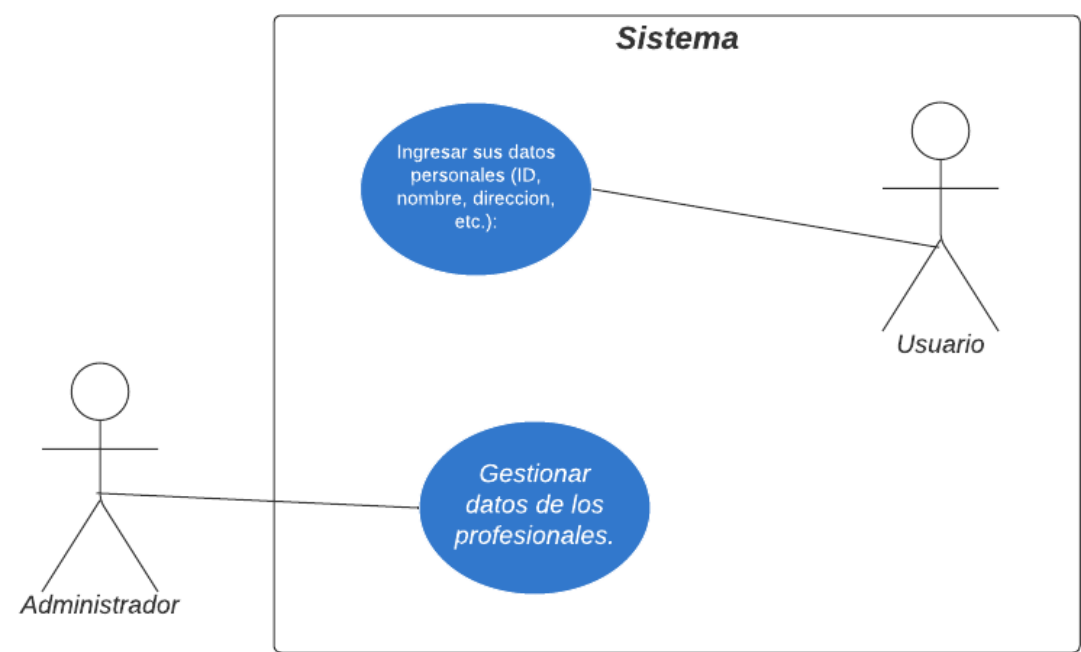 Sistema
Ingresar sus datos
personales (ID,
nombre, direccion,
etc.):
Usuario
Gestionar
datos de los
profesionales.
Administrador